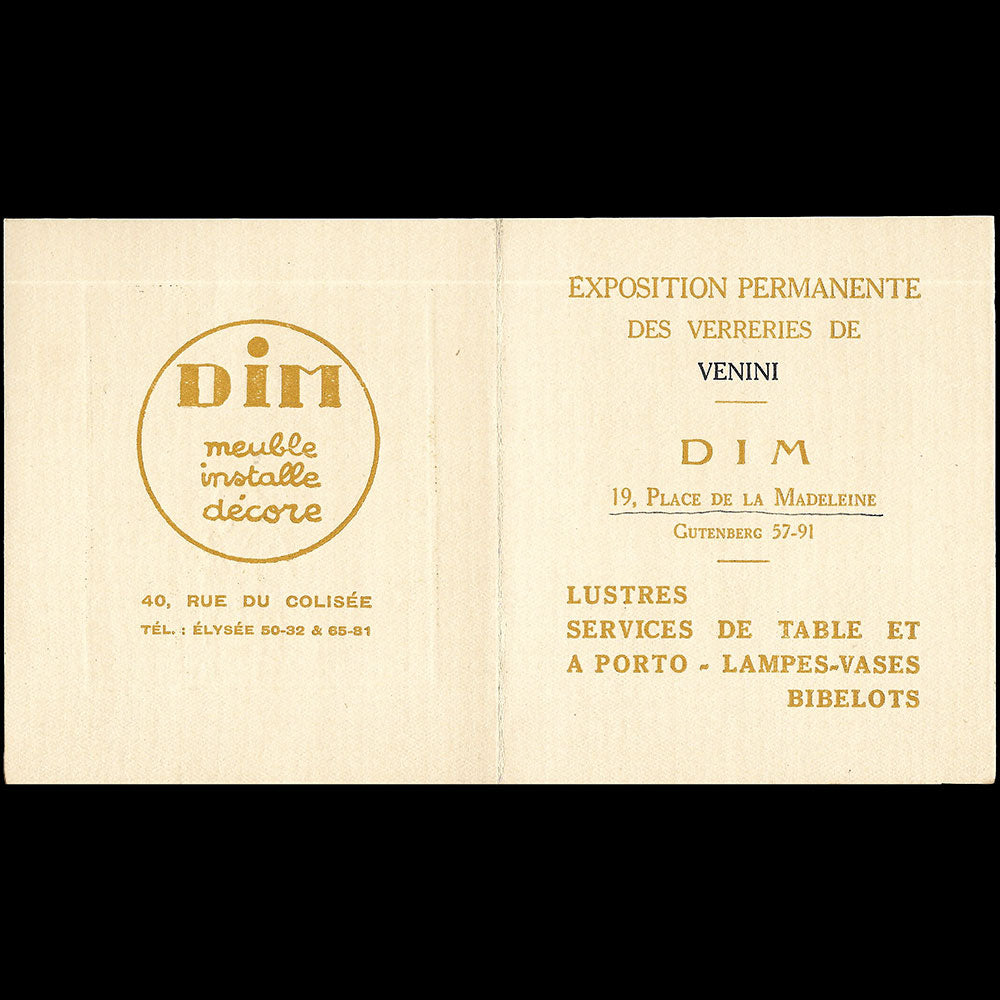 DiM
meuble
installe
décore
40, RUE DU COLISÉE
TÉL. : ÉLYSÉE 50-32 & 65-81
EXPOSITION PERMANENTE
DES VERRERIES DE
VENINI
DIM
19, PLACE DE LA MADELEINE
GUTENBERG 57-91
LUSTRES
SERVICES DE TABLE ET
A PORTO - LAMPES-VASES
BIBELOTS